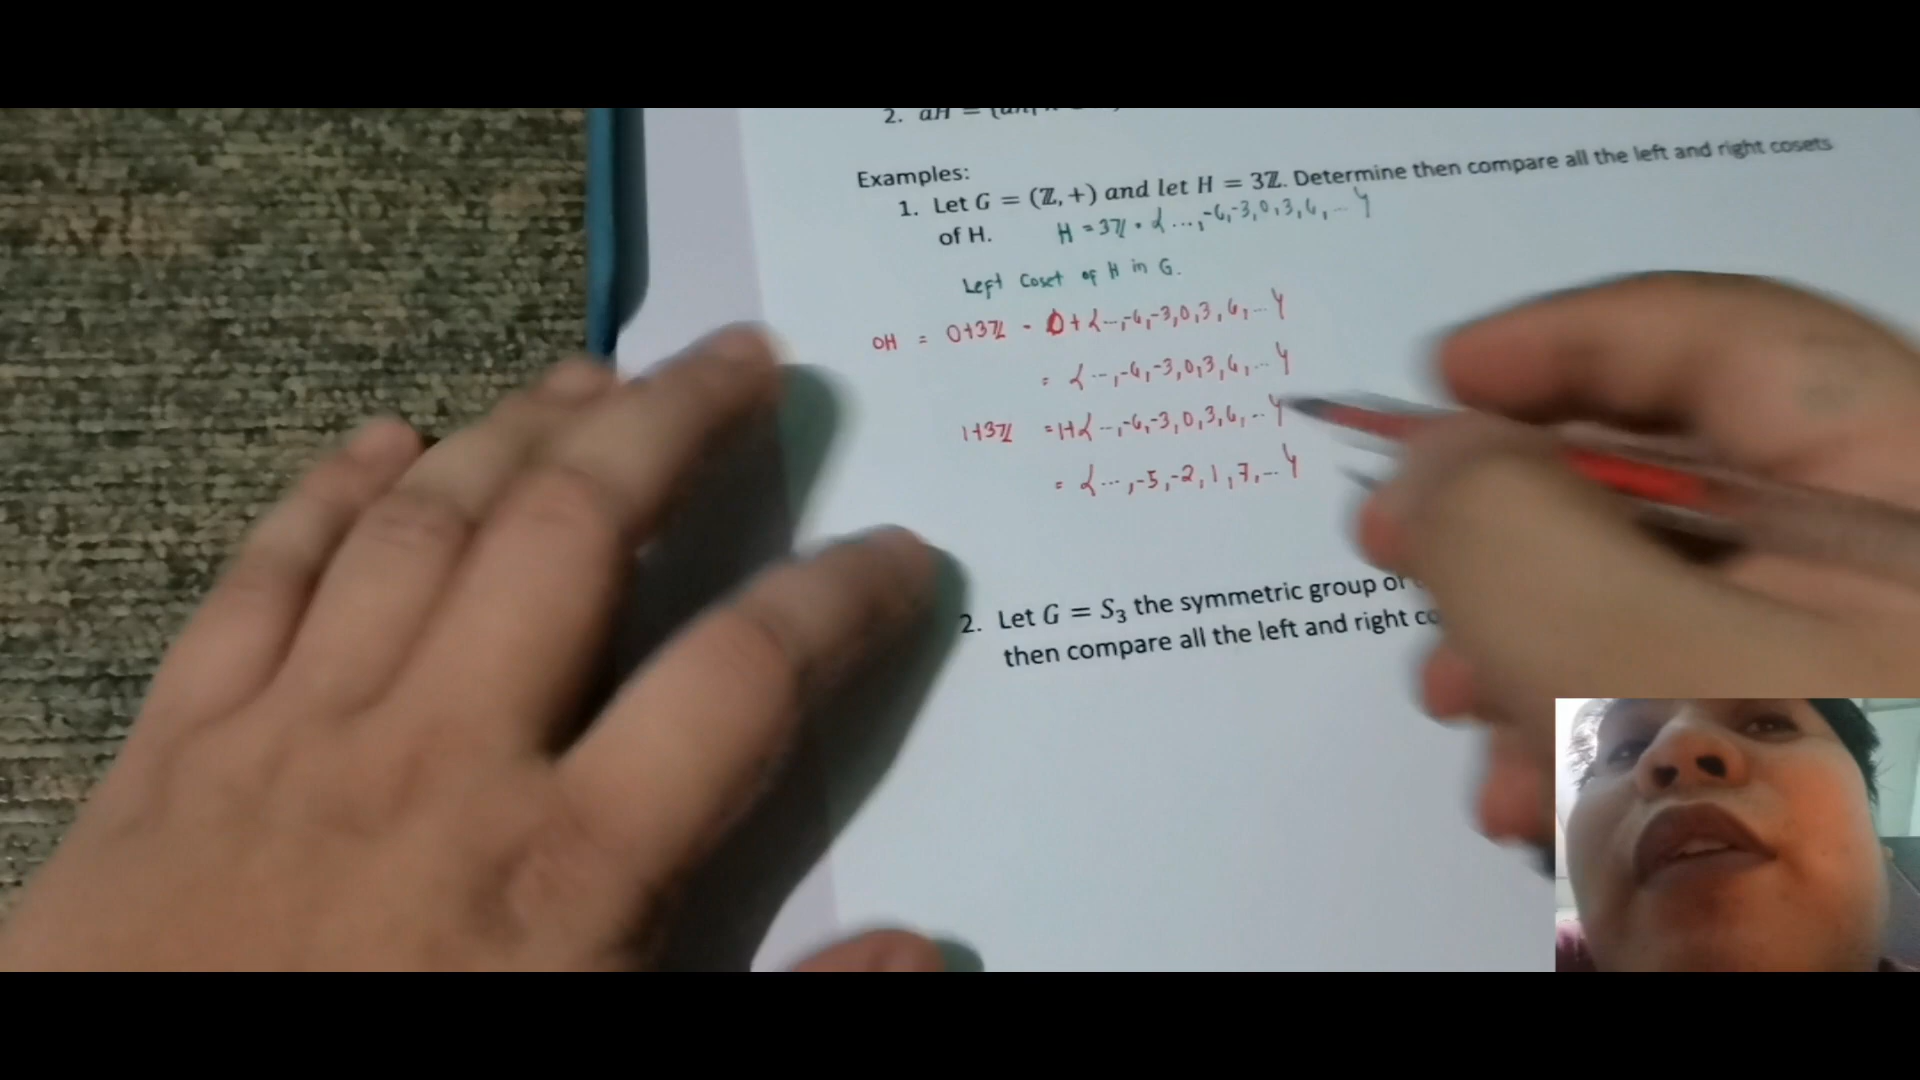 2. aH = {ah|
Examples:
1. Let G = (ℤ, +) and let H = 3ℤ. Determine then compare all the left and right cosets
of H. H = 3ℤ = {..., -6, -3, 0, 3, 6, ...}
Left Coset of H in G.
0H = 0+3ℤ = 0+{..., -6, -3, 0, 3, 6, ...}
= {..., -6, -3, 0, 3, 6, ...}
1+3ℤ = 1+{..., -6, -3, 0, 3, 6, ...}
= {..., -5, -2, 1, 7, ...}
2. Let G = S₃ the symmetric group of
then compare all the left and right